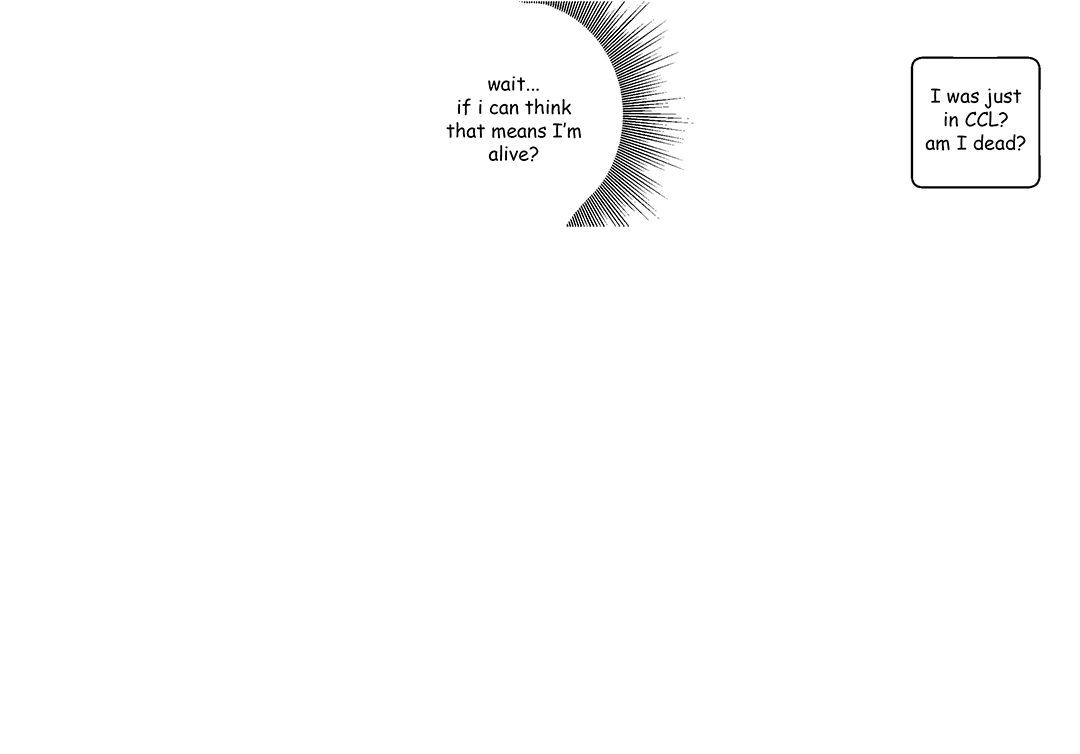 wait...
if i can think
that means I'm
alive?
I was just
in CCL?
am I dead?